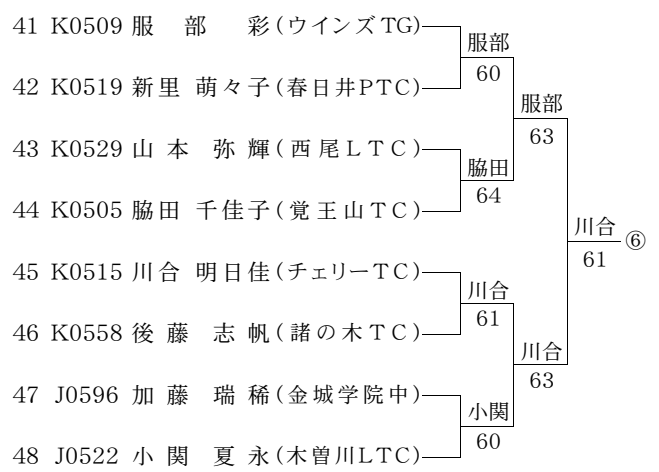 41 K0509 服部 彩(ウインズTG)
服部
42 K0519 新里 萌々子(春日井PTC)
60
服部
63
43 K0529 山本 弥輝(西尾LTC)
脇田
44 K0505 脇田 千佳子(覚王山TC)
64
川合 ⑥
61
45 K0515 川合 明日佳(チェリーTC)
川合
46 K0558 後藤 志帆(諸の木TC)
61
川合
63
47 J0596 加藤 瑞稀(金城学院中)
小関
48 J0522 小関 夏永(木曽川LTC)
60